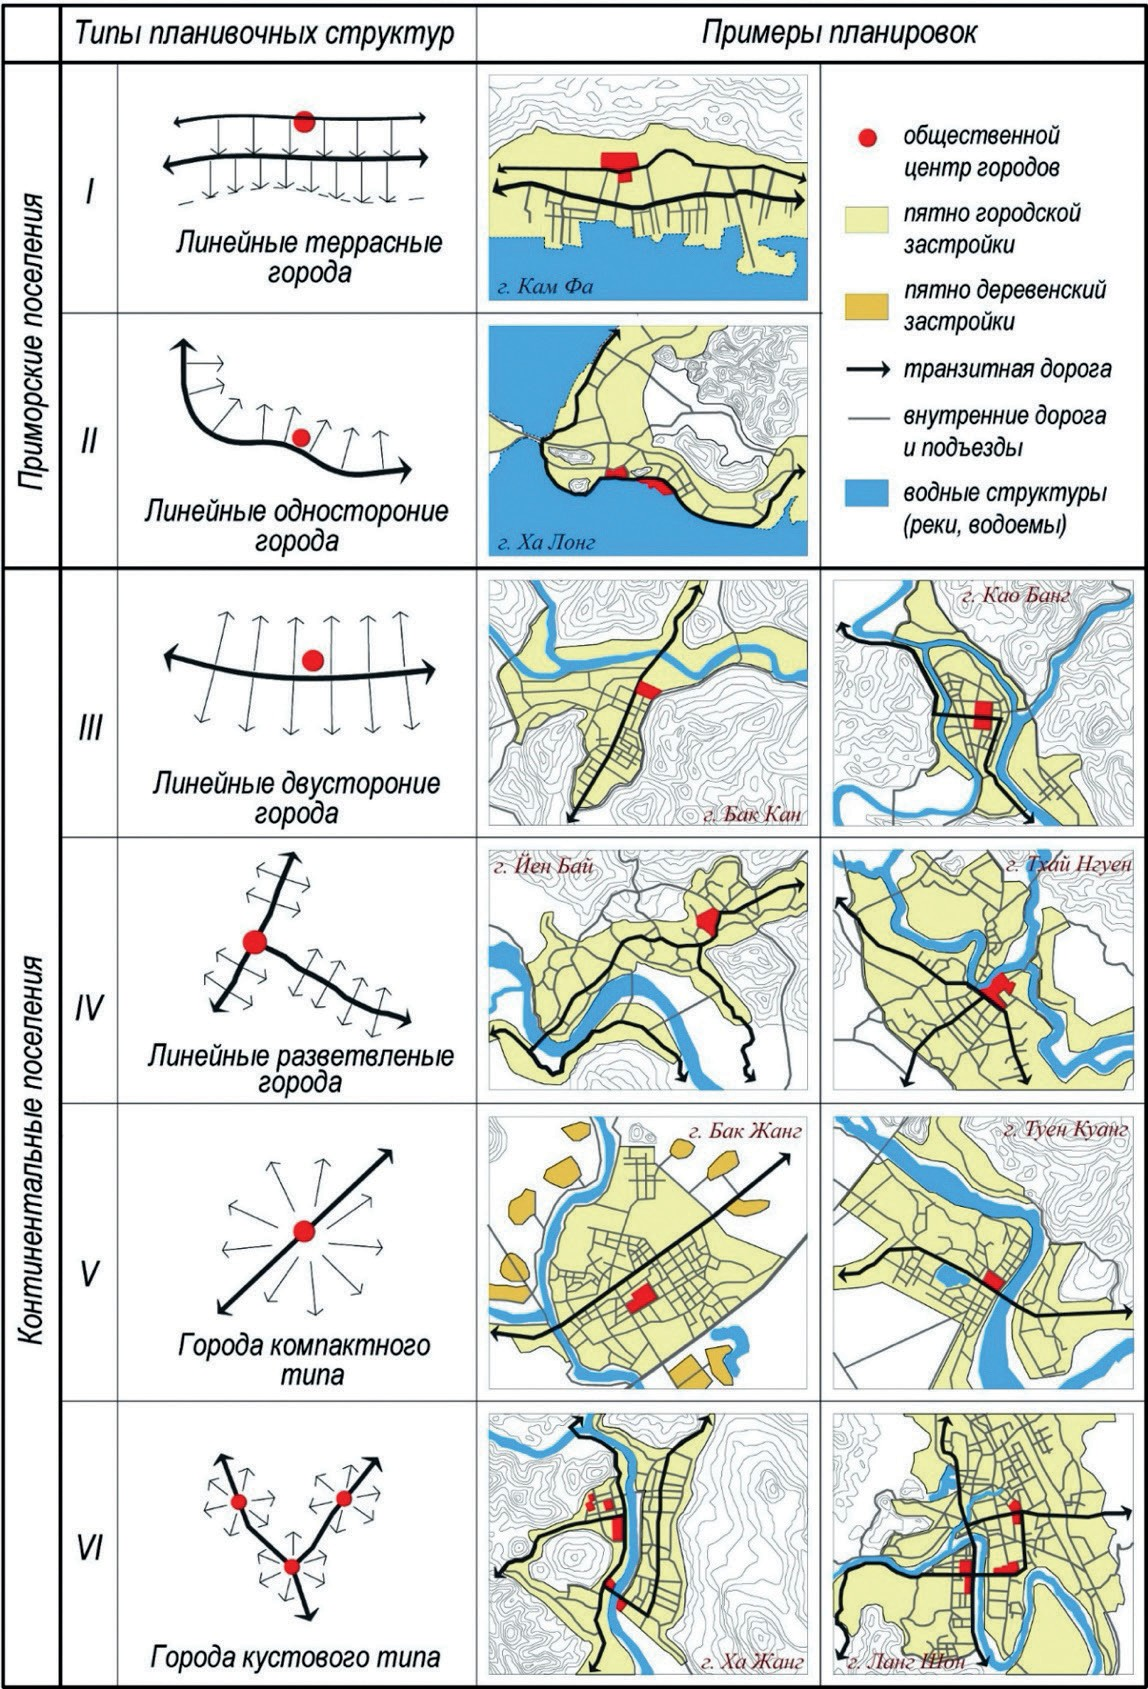 Типы планивочных структур
Примеры планировок
Приморские поселения
I
Линейные террасные
города
г. Кам Фа
общественной
центр городов
пятно городской
застройки
пятно деревенский
застройки
транзитная дорога
внутренние дорога
и подъезды
водные структуры
(реки, водоемы)
II
Линейные одностороние
города
г. Ха Лонг
Континентальные поселения
III
Линейные двустороние
города
г. Бак Кан
г. Као Банг
IV
Линейные разветвленые
города
г. Йен Бай
г. Тхай Нгуен
V
Города компактного
типа
г. Бак Жанг
г. Туен Куанг
VI
Города кустового типа
г. Ха Жанг
г. Ланг Шон